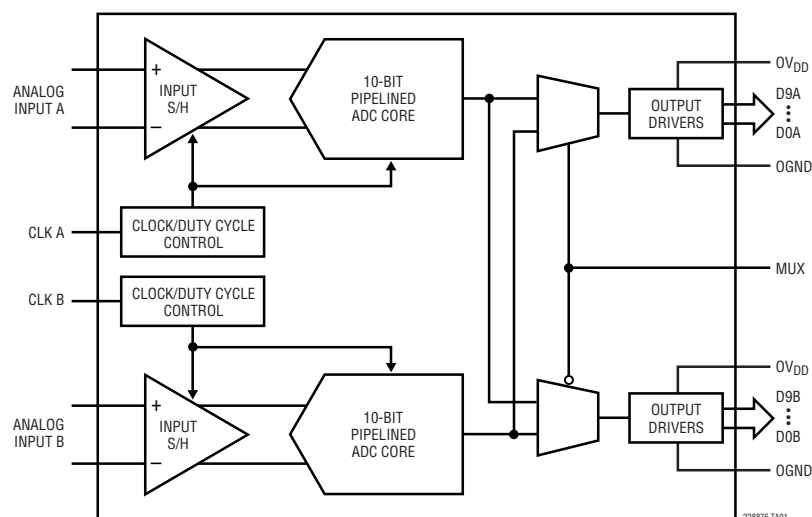 ANALOG
INPUT A
+
−
INPUT
S/H
10-BIT
PIPELINED
ADC CORE
OUTPUT
DRIVERS
OVDD
D9A
D0A
OGND
CLK A
CLOCK/DUTY CYCLE
CONTROL
MUX
CLK B
CLOCK/DUTY CYCLE
CONTROL
ANALOG
INPUT B
+
−
INPUT
S/H
10-BIT
PIPELINED
ADC CORE
OUTPUT
DRIVERS
OVDD
D9B
D0B
OGND